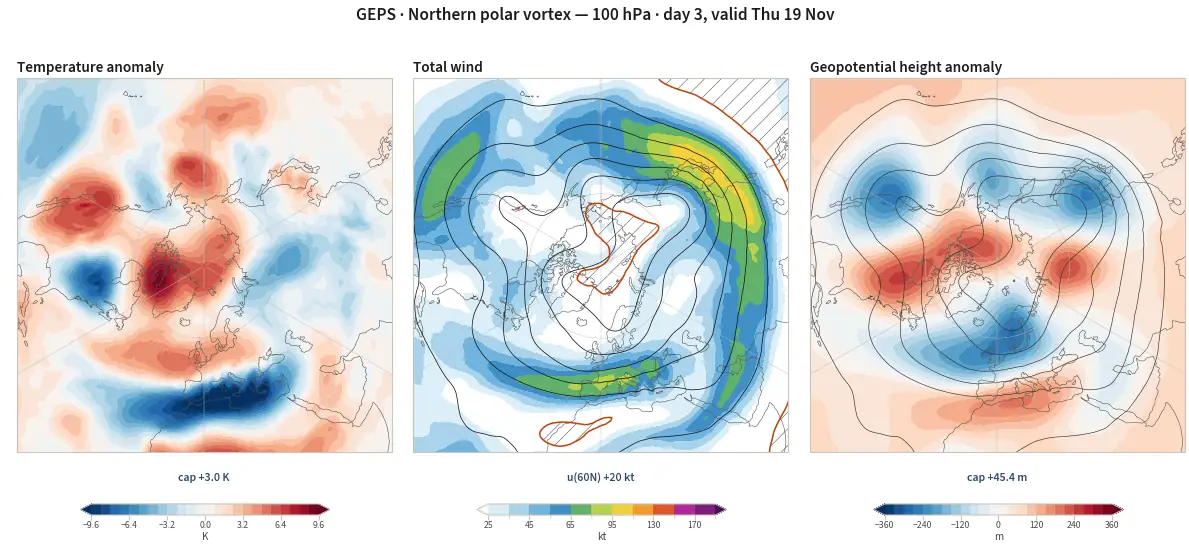 GEPS · Northern polar vortex — 100 hPa · day 3, valid Thu 19 Nov
Temperature anomaly
Total wind
Geopotential height anomaly
cap +3.0 K
u(60N) +20 kt
cap +45.4 m
−9.6 −6.4 −3.2 0.0 3.2 6.4 9.6
K
25 45 65 95 130 170
kt
−360 −240 −120 0 120 240 360
m